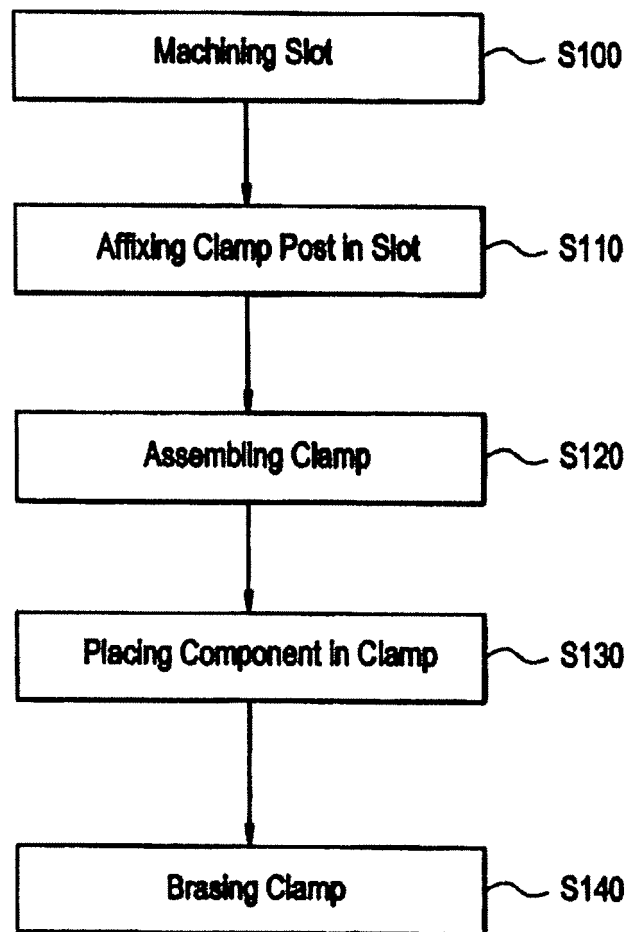 Machining Slot
S100
Affixing Clamp Post in Slot
S110
Assembling Clamp
S120
Placing Component in Clamp
S130
Brasing Clamp
S140